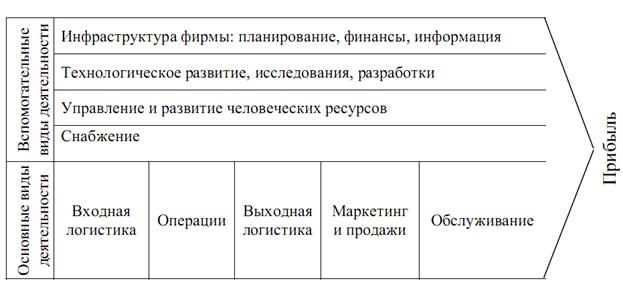 Вспомогательные
виды деятельности
Инфраструктура фирмы: планирование, финансы, информация
Технологическое развитие, исследования, разработки
Управление и развитие человеческих ресурсов
Снабжение
Основные виды
деятельности
Входная
логистика
Операции
Выходная
логистика
Маркетинг
и продажи
Обслуживание
Прибыль